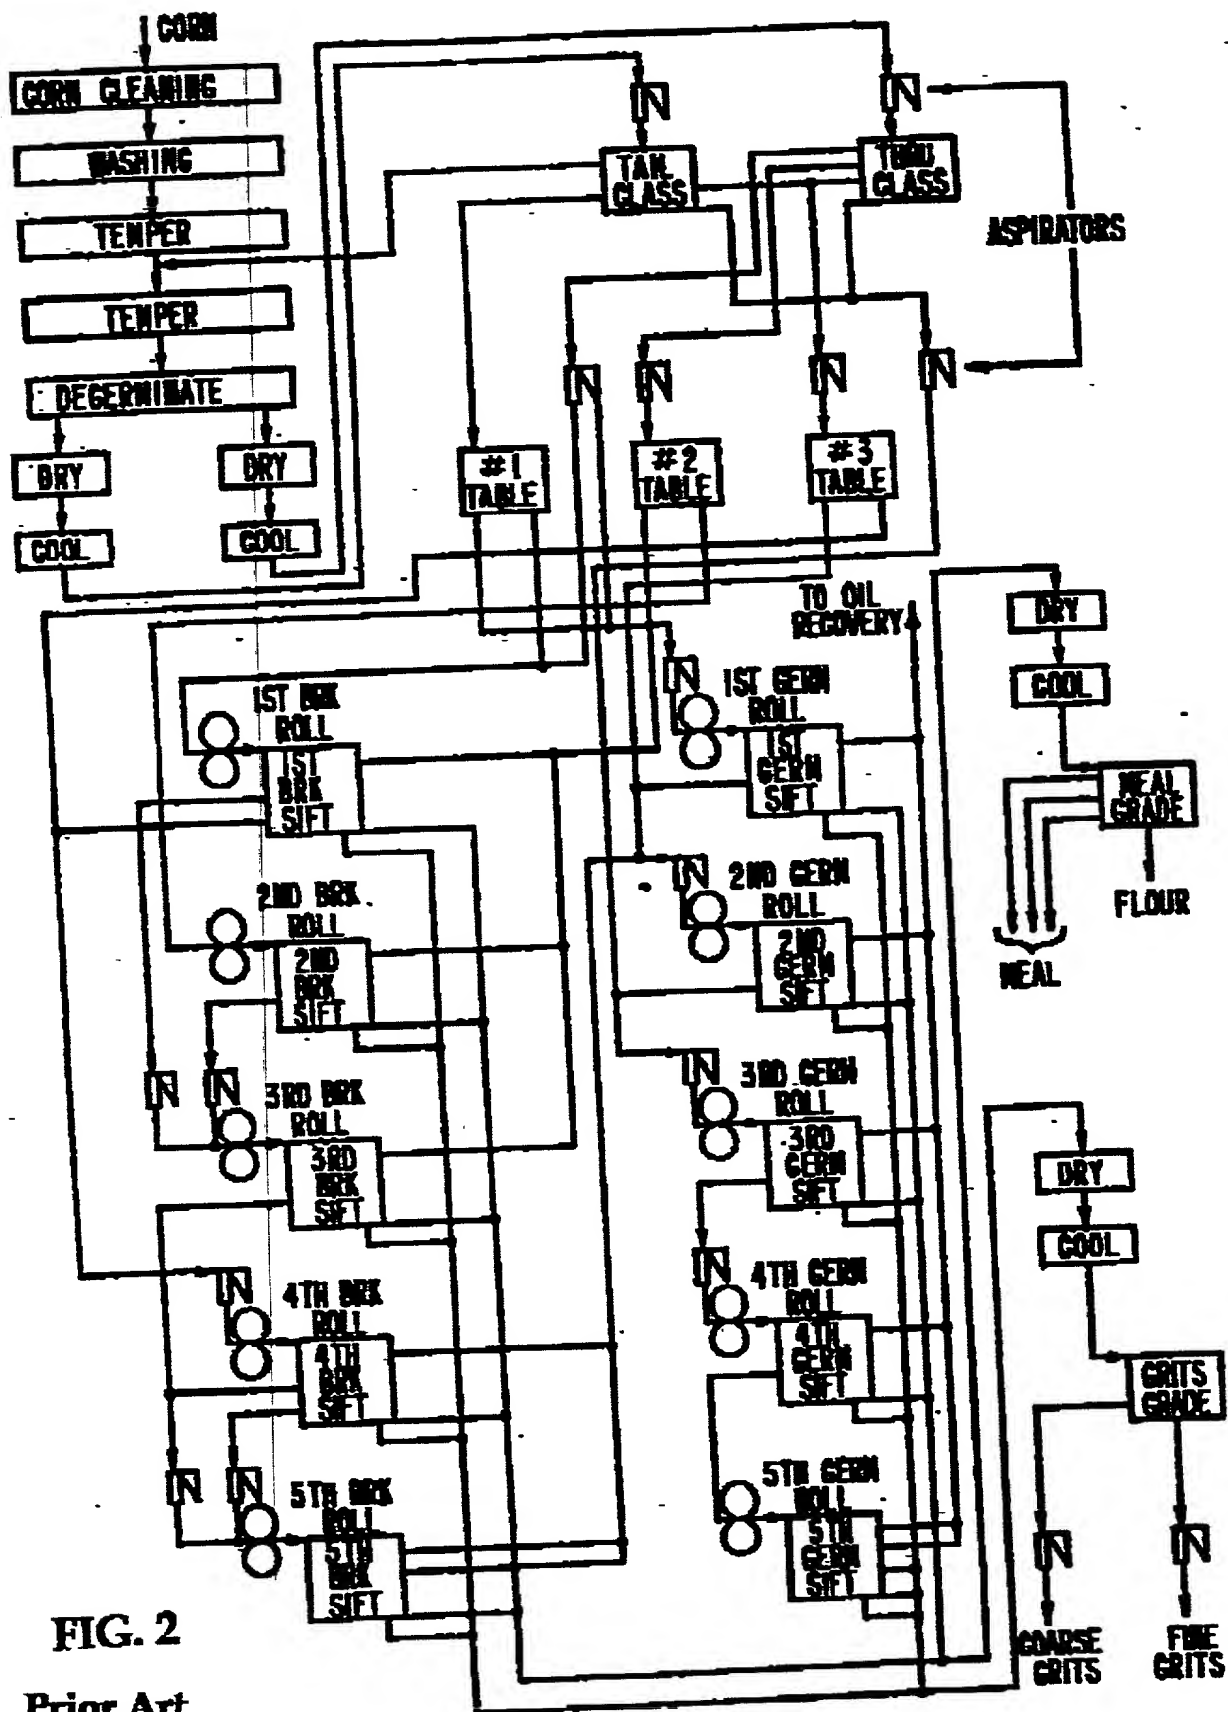 CORN
CORN CLEANING
WASHING
TEMPER
TEMPER
DEGERMINATE
DRY
COOL
DRY
COOL
TAIL
GLASS
THRU
GLASS
ASPIRATORS
#1
TABLE
#2
TABLE
#3
TABLE
TO OIL
RECOVERY
DRY
COOL
MEAL
GRADE
FLOUR
MEAL
1ST BRK
ROLL
1ST
BRK
SIFT
2ND BRK
ROLL
2ND
BRK
SIFT
3RD BRK
ROLL
3RD
BRK
SIFT
4TH BRK
ROLL
4TH
BRK
SIFT
5TH BRK
ROLL
5TH
BRK
SIFT
1ST GERM
ROLL
1ST
GERM
SIFT
2ND GERM
ROLL
2ND
GERM
SIFT
3RD GERM
ROLL
3RD
GERM
SIFT
4TH GERM
ROLL
4TH
GERM
SIFT
5TH GERM
ROLL
5TH
GERM
SIFT
DRY
COOL
GRITS
GRADE
COARSE
GRITS
FINE
GRITS
FIG. 2
Prior Art